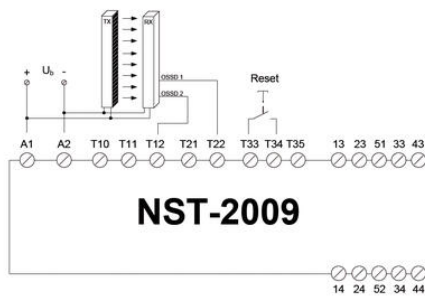 TX RX
+ Ub -
OSSD 1
OSSD 2
Reset
A1 A2 T10 T11 T12 T21 T22 T33 T34 T35 13 23 51 33 43
NST-2009
14 24 52 34 44